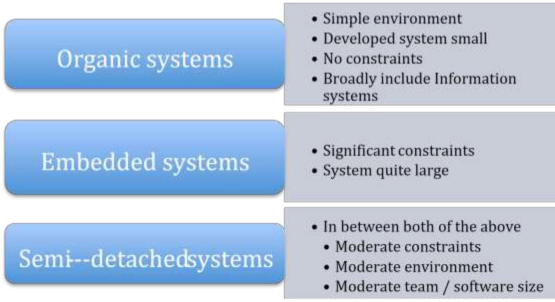 Organic systems
• Simple environment
• Developed system small
• No constraints
• Broadly include Information
systems
Embedded systems
• Significant constraints
• System quite large
Semi---detachedsystems
• In between both of the above
• Moderate constraints
• Moderate environment
• Moderate team / software size